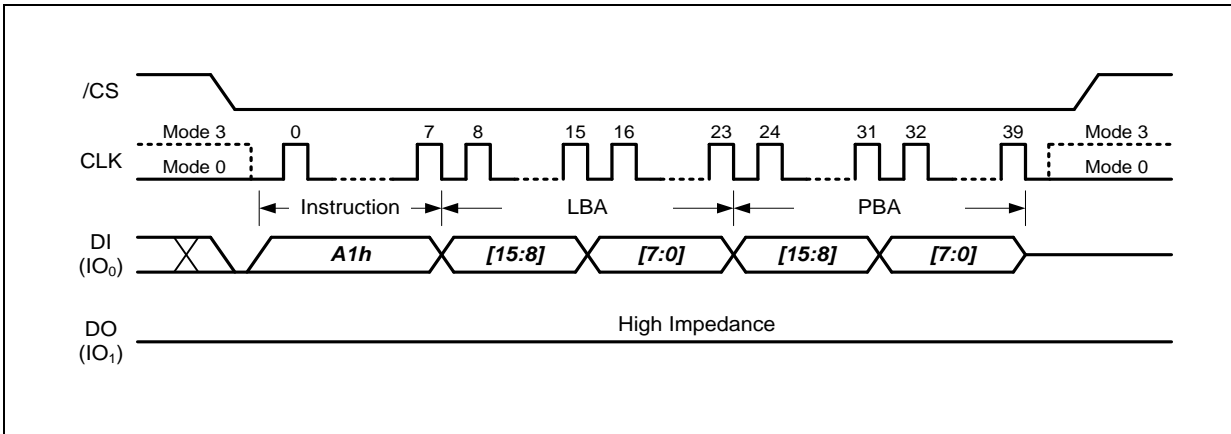 /CS
Mode 3 0 7 8 15 16 23 24 31 32 39 Mode 3
CLK
Mode 0 Mode 0
Instruction LBA PBA
DI
(IO₀)
A1h [15:8] [7:0] [15:8] [7:0]
High Impedance
DO
(IO₁)